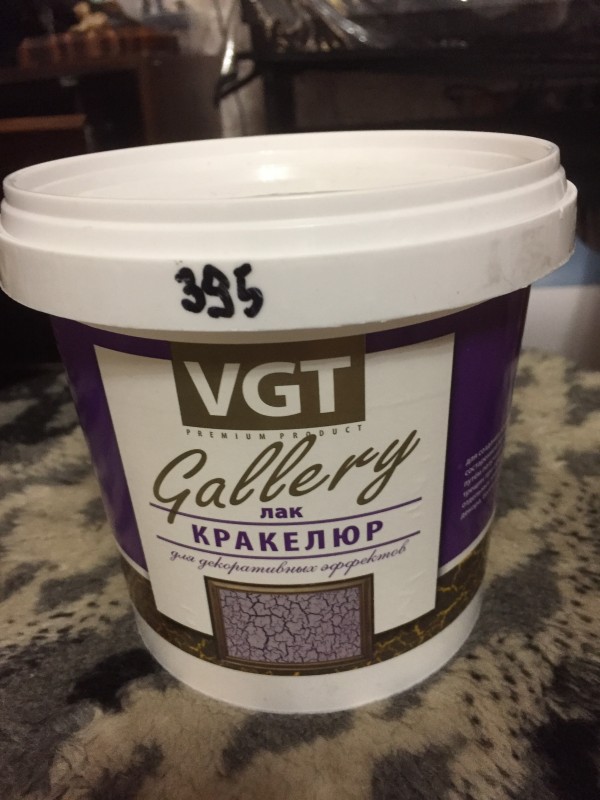 395
VGT
PREMIUM PRODUCT
Gallery
лак
КРАКЕЛЮР
для декоративных эффектов